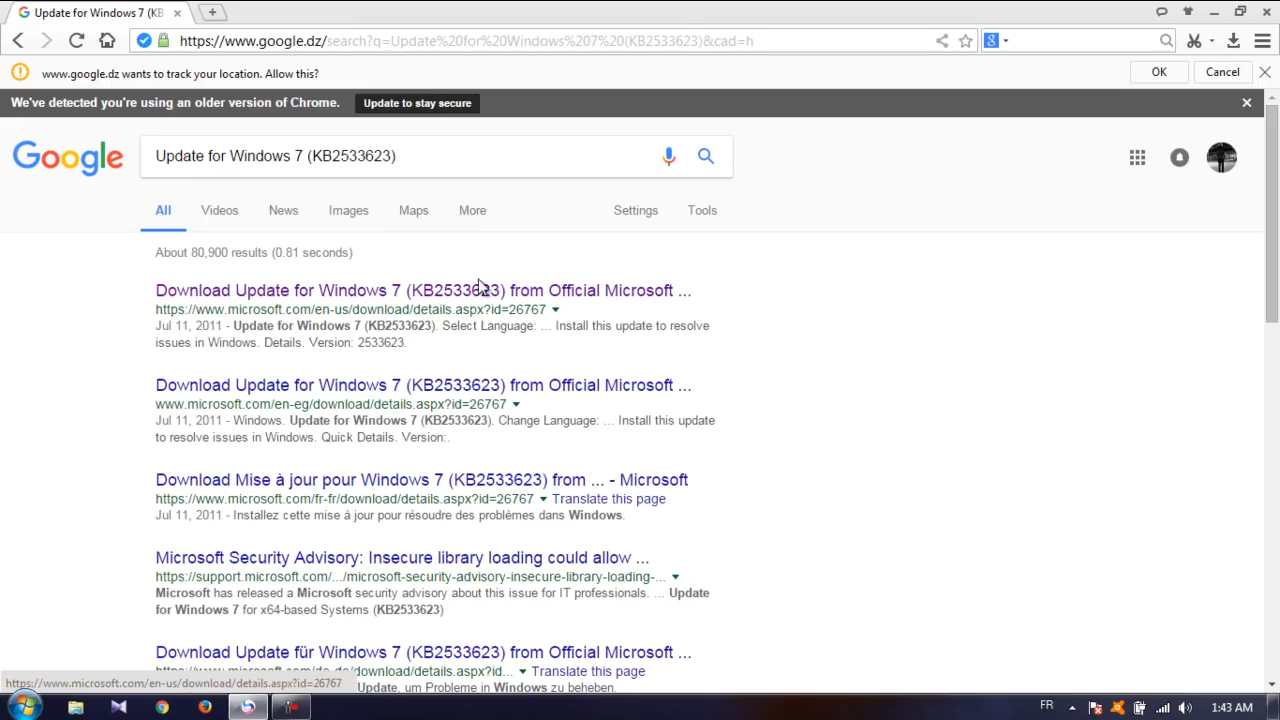 Update for Windows 7 (KB
https://www.google.dz/search?q=Update%20for%20Windows%207%20(KB2533623)&cad=h
www.google.dz wants to track your location. Allow this?
OK
Cancel
We've detected you're using an older version of Chrome.
Update to stay secure
Google
Update for Windows 7 (KB2533623)
All
Videos
News
Images
Maps
More
Settings
Tools
About 80,900 results (0.81 seconds)
Download Update for Windows 7 (KB2533623) from Official Microsoft ...
https://www.microsoft.com/en-us/download/details.aspx?id=26767
Jul 11, 2011 - Update for Windows 7 (KB2533623). Select Language: ... Install this update to resolve
issues in Windows. Details. Version: 2533623.
Download Update for Windows 7 (KB2533623) from Official Microsoft ...
www.microsoft.com/en-eg/download/details.aspx?id=26767
Jul 11, 2011 - Windows. Update for Windows 7 (KB2533623). Change Language: ... Install this update
to resolve issues in Windows. Quick Details. Version:.
Download Mise à jour pour Windows 7 (KB2533623) from ... - Microsoft
https://www.microsoft.com/fr-fr/download/details.aspx?id=26767
Translate this page
Jul 11, 2011 - Installez cette mise à jour pour résoudre des problèmes dans Windows.
Microsoft Security Advisory: Insecure library loading could allow ...
https://support.microsoft.com/.../microsoft-security-advisory-insecure-library-loading-...
Microsoft has released a Microsoft security advisory about this issue for IT professionals. ... Update
for Windows 7 for x64-based Systems (KB2533623)
Download Update für Windows 7 (KB2533623) from Official Microsoft ...
https://www.microsoft.com/de-de/download/details.aspx?id...
Translate this page
https://www.microsoft.com/en-us/download/details.aspx?id=26767
Update, um Probleme in Windows zu beheben.
FR
1:43 AM